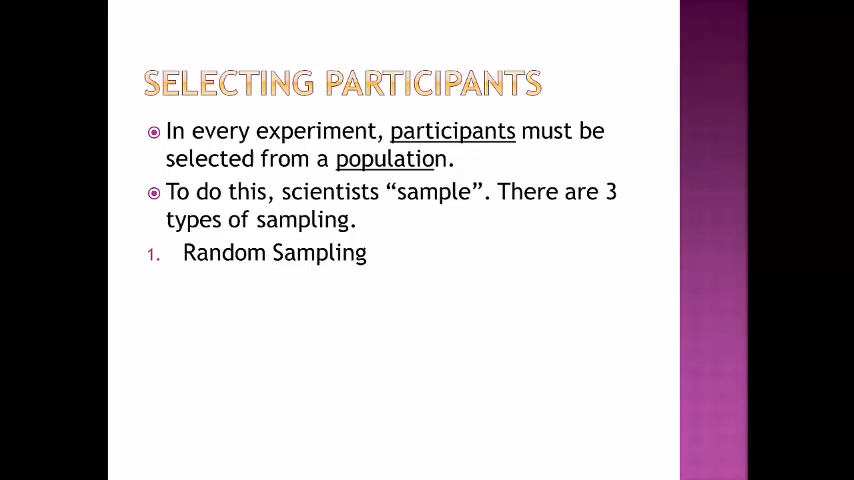 SELECTING PARTICIPANTS
In every experiment, participants must be
selected from a population.
To do this, scientists “sample”. There are 3
types of sampling.
1. Random Sampling